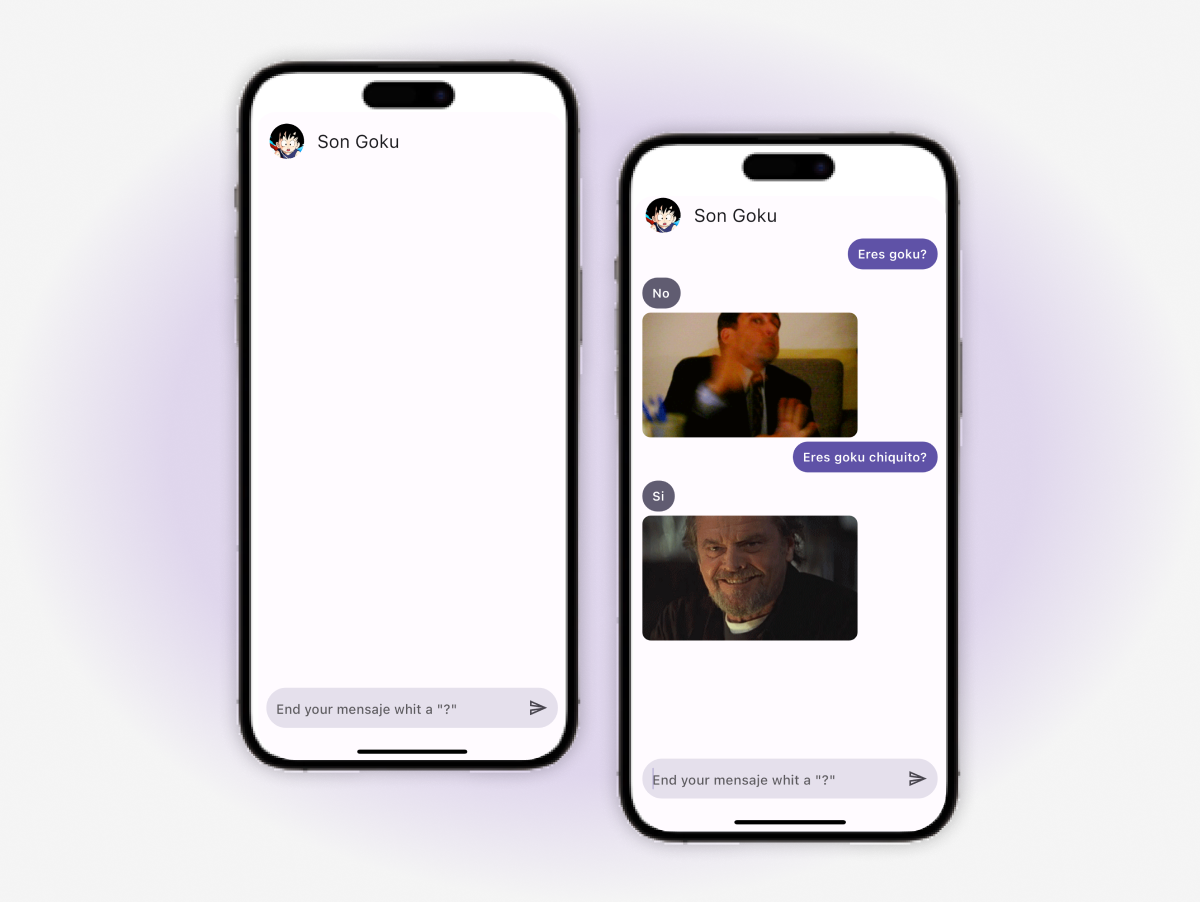 Son Goku
End your mensaje whit a "?"
Son Goku
Eres goku?
No
Eres goku chiquito?
Si
End your mensaje whit a "?"